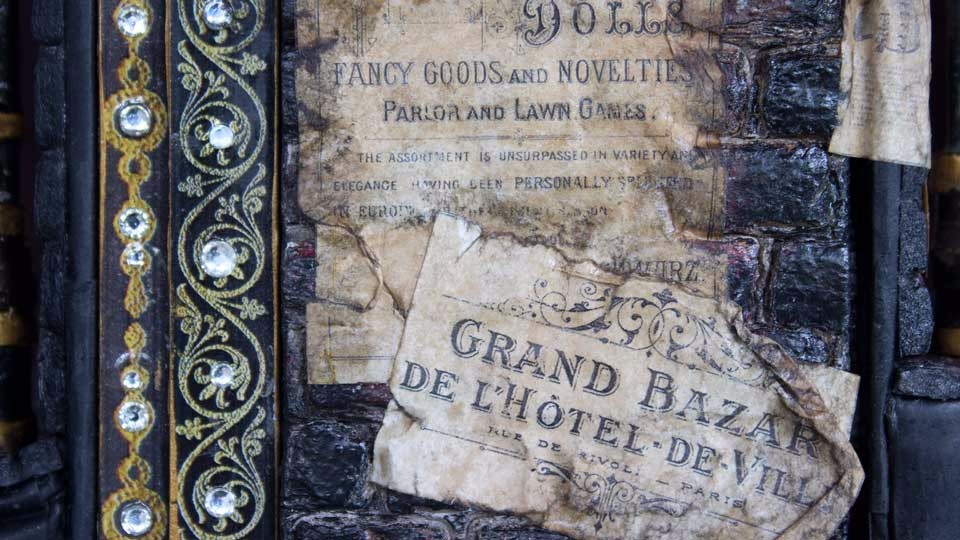 DOLLS,
FANCY GOODS AND NOVELTIES
PARLOR AND LAWN GAMES.
THE ASSORTMENT IS UNSURPASSED IN VARIETY AND
ELEGANCE HAVING BEEN PERSONALLY SELECTED
IN EUROPE
GRAND BAZAR
DE L'HÔTEL-DE-VILL
RUE DE RIVOLI - PARIS